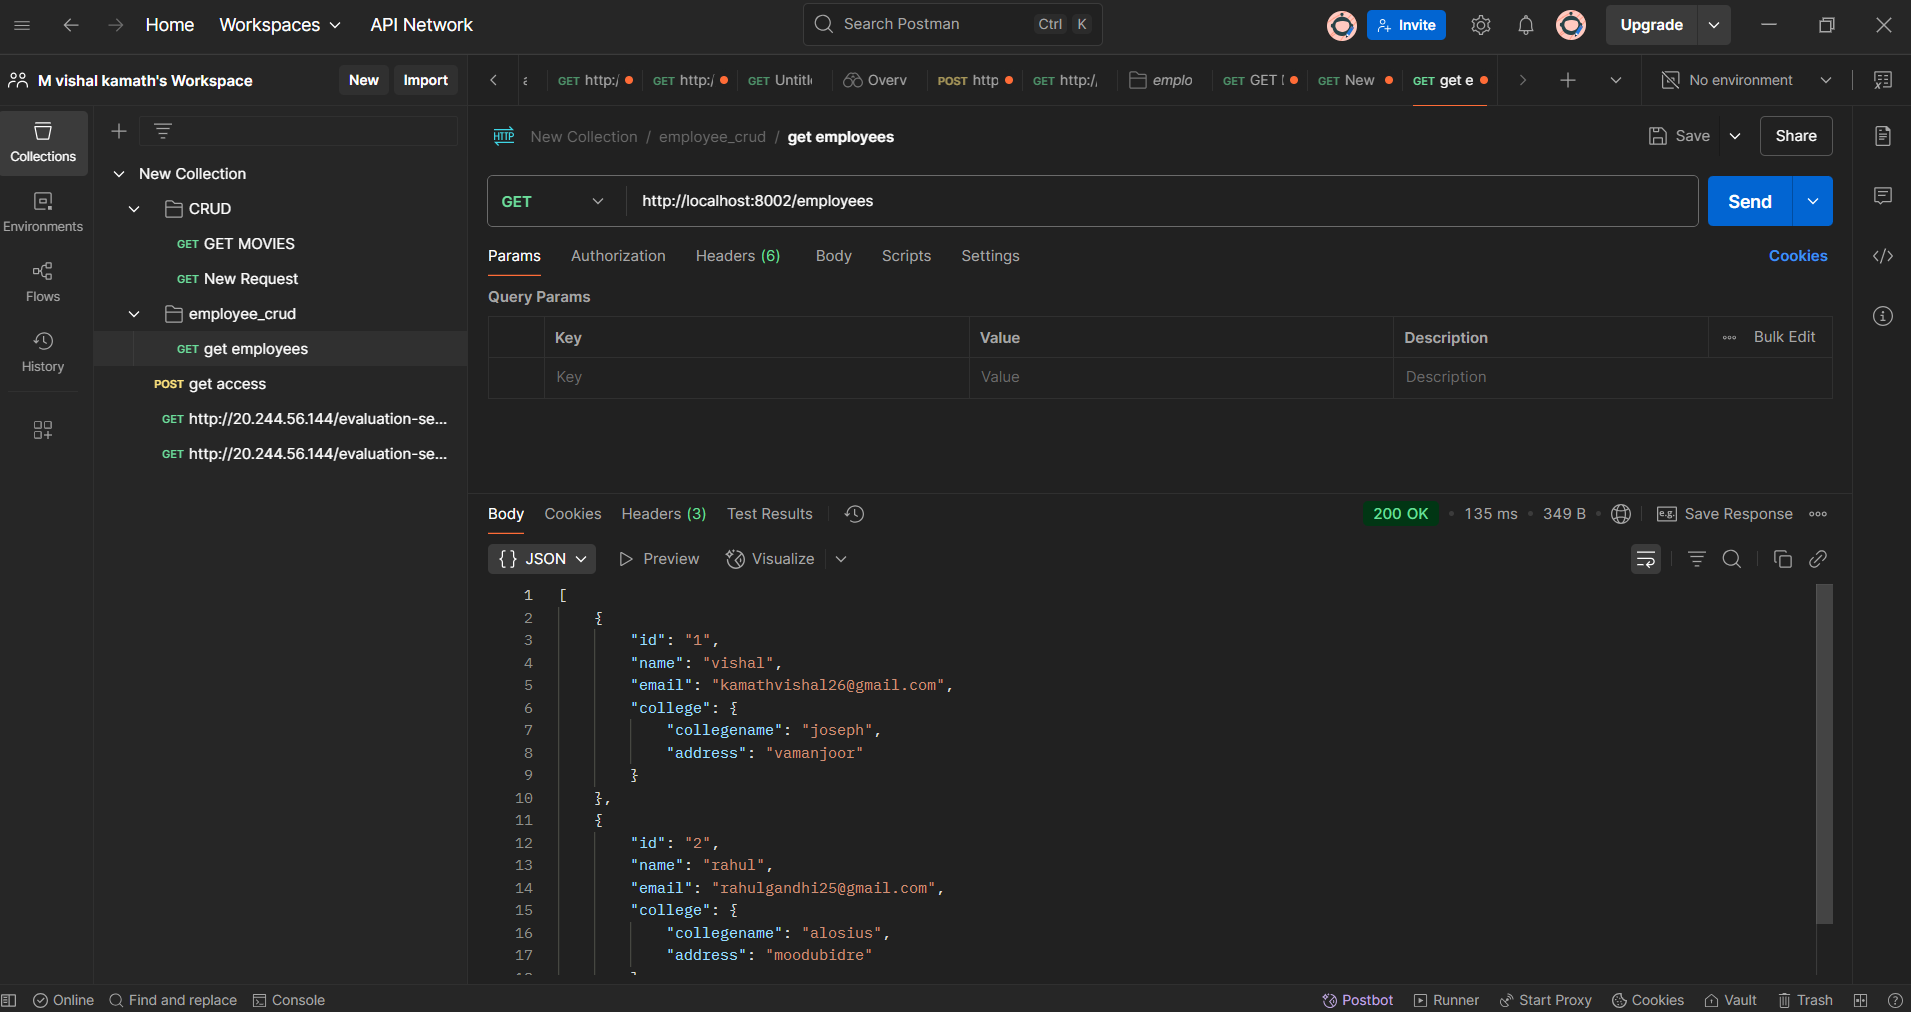 Home Workspaces API Network Search Postman Ctrl K Invite Upgrade
M vishal kamath's Workspace New Import
GET http:/ GET http:/ GET Untitl Overv POST http GET http:/, emplo GET GET New GET get e No environment
Collections
Environments
Flows
History
New Collection
CRUD
GET GET MOVIES
GET New Request
employee_crud
GET get employees
POST get access
GET http://20.244.56.144/evaluation-se...
GET http://20.244.56.144/evaluation-se...
HTTP New Collection / employee_crud / get employees Save Share
GET http://localhost:8002/employees Send
Params Authorization Headers (6) Body Scripts Settings Cookies
Query Params
Key Value Description Bulk Edit
Key Value Description
Body Cookies Headers (3) Test Results 200 OK 135 ms 349 B e.g. Save Response
{} JSON Preview Visualize
1 [
2 {
3 "id": "1",
4 "name": "vishal",
5 "email": "kamathvishal26@gmail.com",
6 "college": {
7 "collegename": "joseph",
8 "address": "vamanjoor"
9 }
10 },
11 {
12 "id": "2",
13 "name": "rahul",
14 "email": "rahulgandhi25@gmail.com",
15 "college": {
16 "collegename": "alosius",
17 "address": "moodubidre"
Online Find and replace Console Postbot Runner Start Proxy Cookies Vault Trash